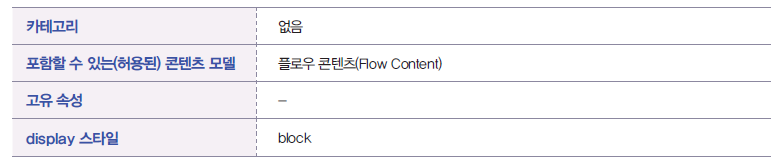 카테고리 없음
포함할 수 있는(허용된) 콘텐츠 모델 플로우 콘텐츠(Flow Content)
고유 속성 –
display 스타일 block